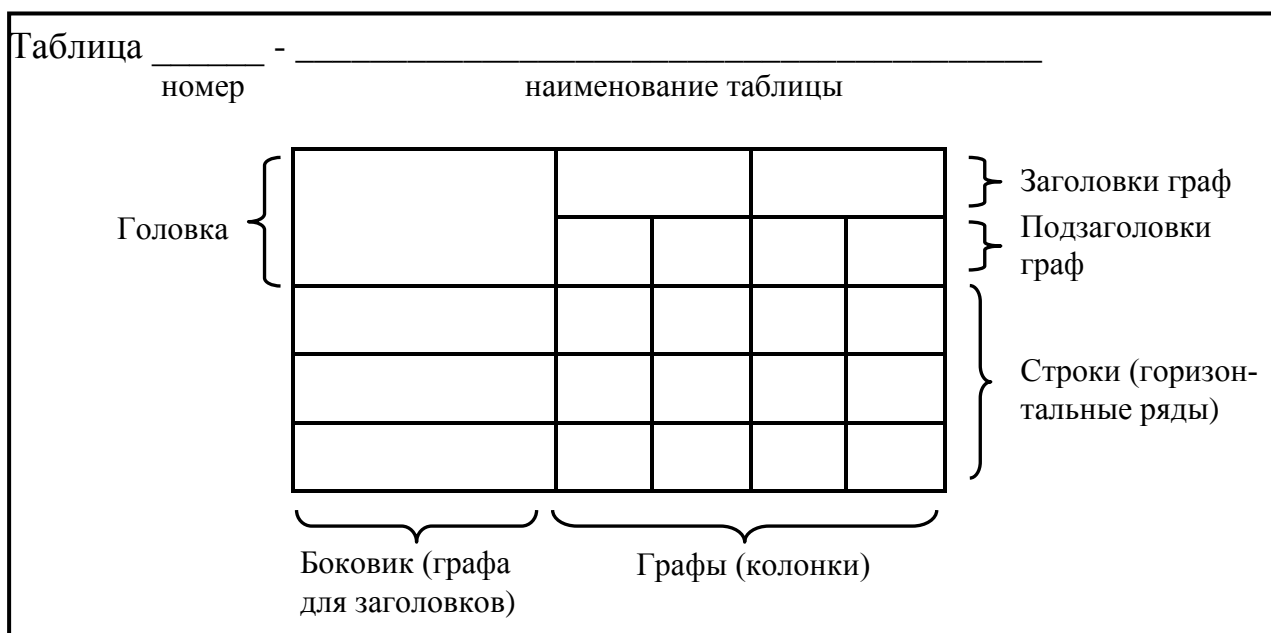 Таблица ______ - ________________________________________
номер наименование таблицы
Заголовки граф
Головка
Подзаголовки
граф
Строки (горизон-
тальные ряды)
Боковик (графа
для заголовков)
Графы (колонки)